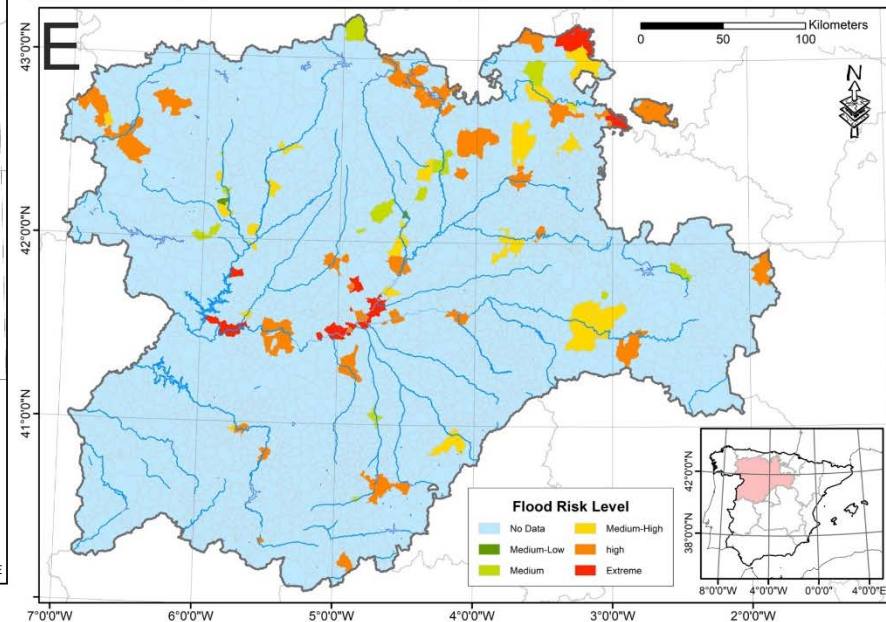 E
Kilometers
0 50 100
N
43°0'0"N
42°0'0"N
41°0'0"N
Flood Risk Level
No Data
Medium-Low
Medium
Medium-High
high
Extreme
42°0'0"N
38°0'0"N
8°0'0"W 4°0'0"W 0°0'0" 4°0'0"E
E
7°0'0"W 6°0'0"W 5°0'0"W 4°0'0"W 3°0'0"W 2°0'0"W